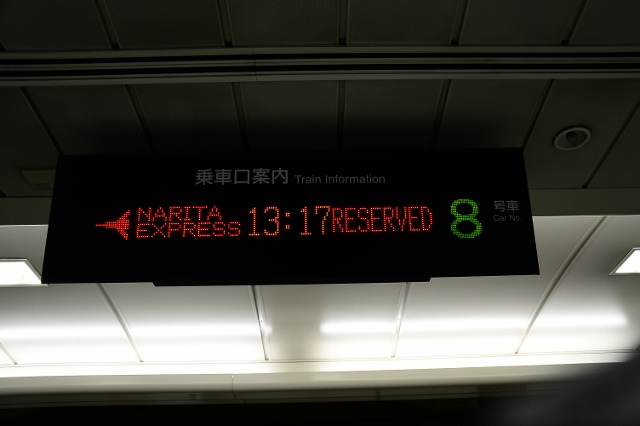 乗車口案内 Train Information
NARITA EXPRESS 13:17 RESERVED 8 号車 Car No.